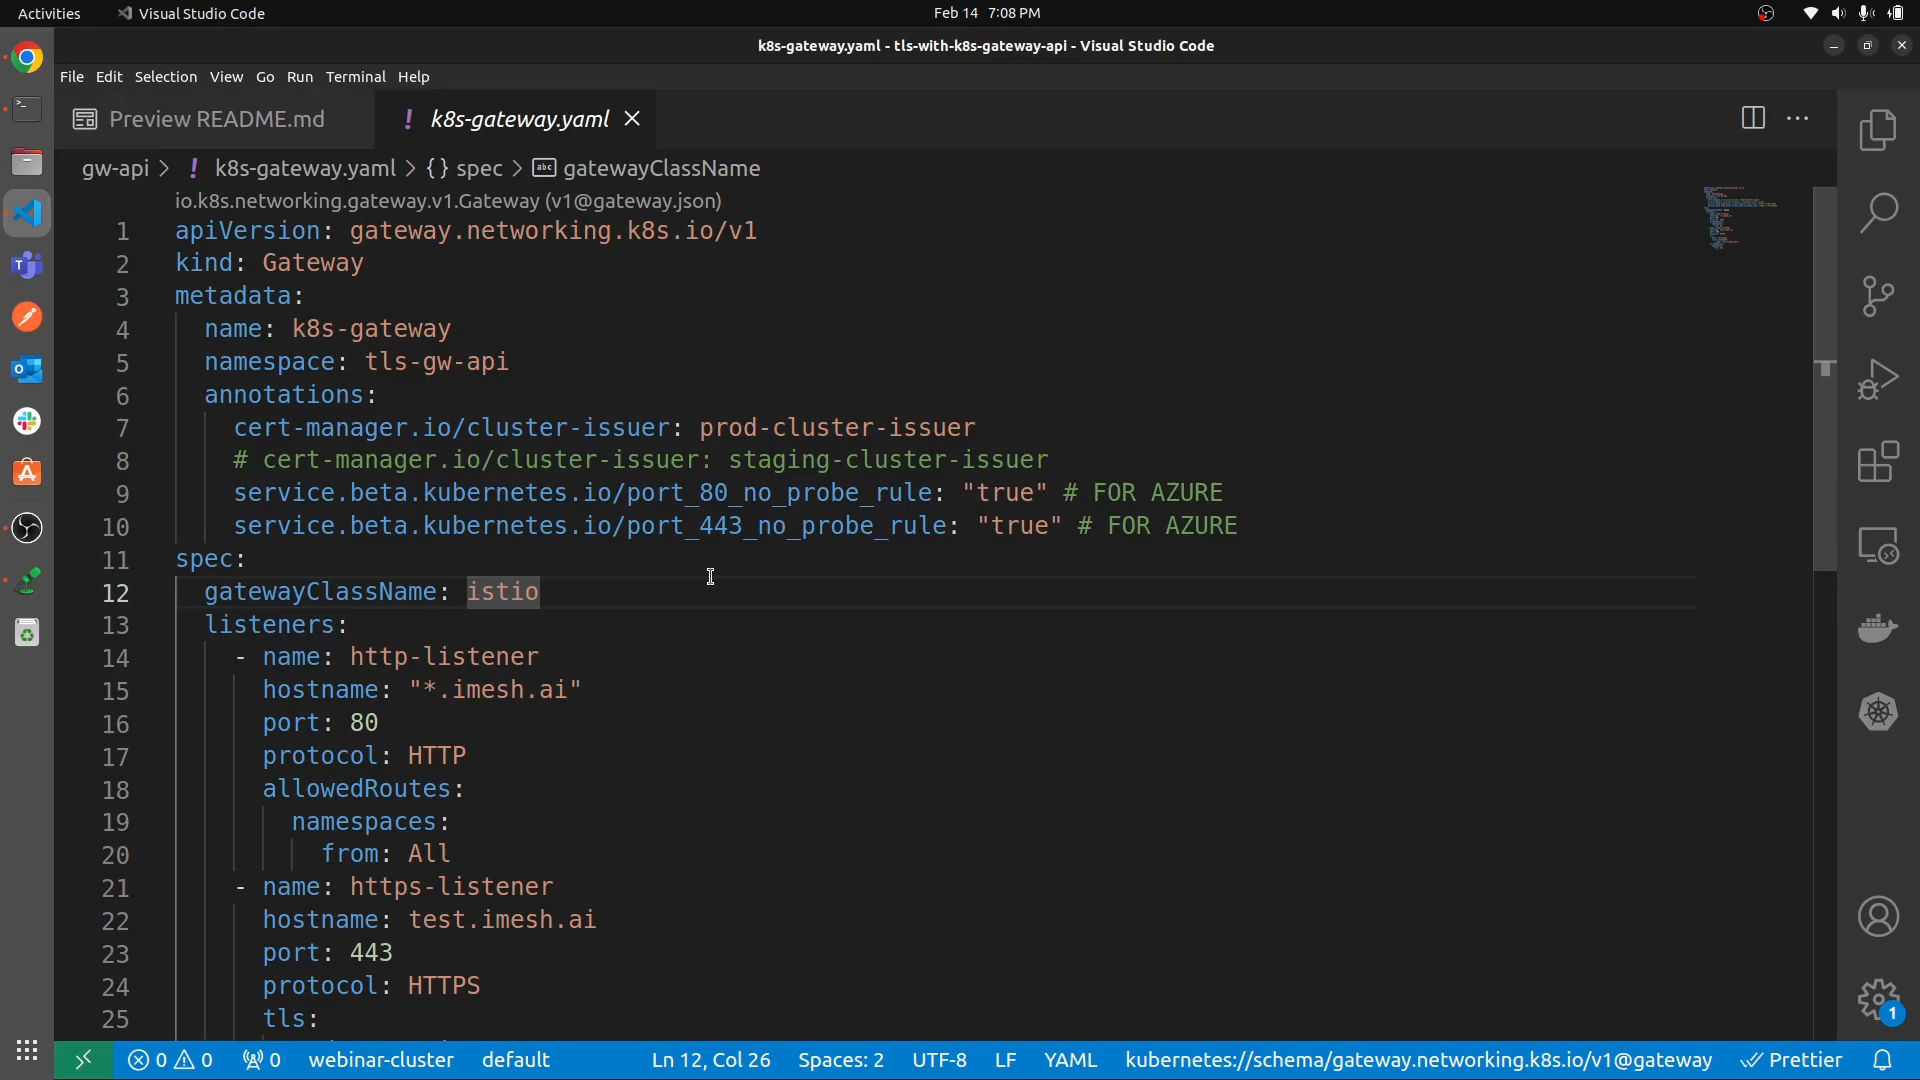 Activities Visual Studio Code Feb 14 7:08 PM
k8s-gateway.yaml - tls-with-k8s-gateway-api - Visual Studio Code
File Edit Selection View Go Run Terminal Help
Preview README.md ! k8s-gateway.yaml
gw-api > ! k8s-gateway.yaml > {} spec > abc gatewayClassName
io.k8s.networking.gateway.v1.Gateway (v1@gateway.json)
1 apiVersion: gateway.networking.k8s.io/v1
2 kind: Gateway
3 metadata:
4 name: k8s-gateway
5 namespace: tls-gw-api
6 annotations:
7 cert-manager.io/cluster-issuer: prod-cluster-issuer
8 # cert-manager.io/cluster-issuer: staging-cluster-issuer
9 service.beta.kubernetes.io/port_80_no_probe_rule: "true" # FOR AZURE
10 service.beta.kubernetes.io/port_443_no_probe_rule: "true" # FOR AZURE
11 spec:
12 gatewayClassName: istio
13 listeners:
14 - name: http-listener
15 hostname: "*.imesh.ai"
16 port: 80
17 protocol: HTTP
18 allowedRoutes:
19 namespaces:
20 from: All
21 - name: https-listener
22 hostname: test.imesh.ai
23 port: 443
24 protocol: HTTPS
25 tls:
1
0 0 0 webinar-cluster default Ln 12, Col 26 Spaces: 2 UTF-8 LF YAML kubernetes://schema/gateway.networking.k8s.io/v1@gateway Prettier